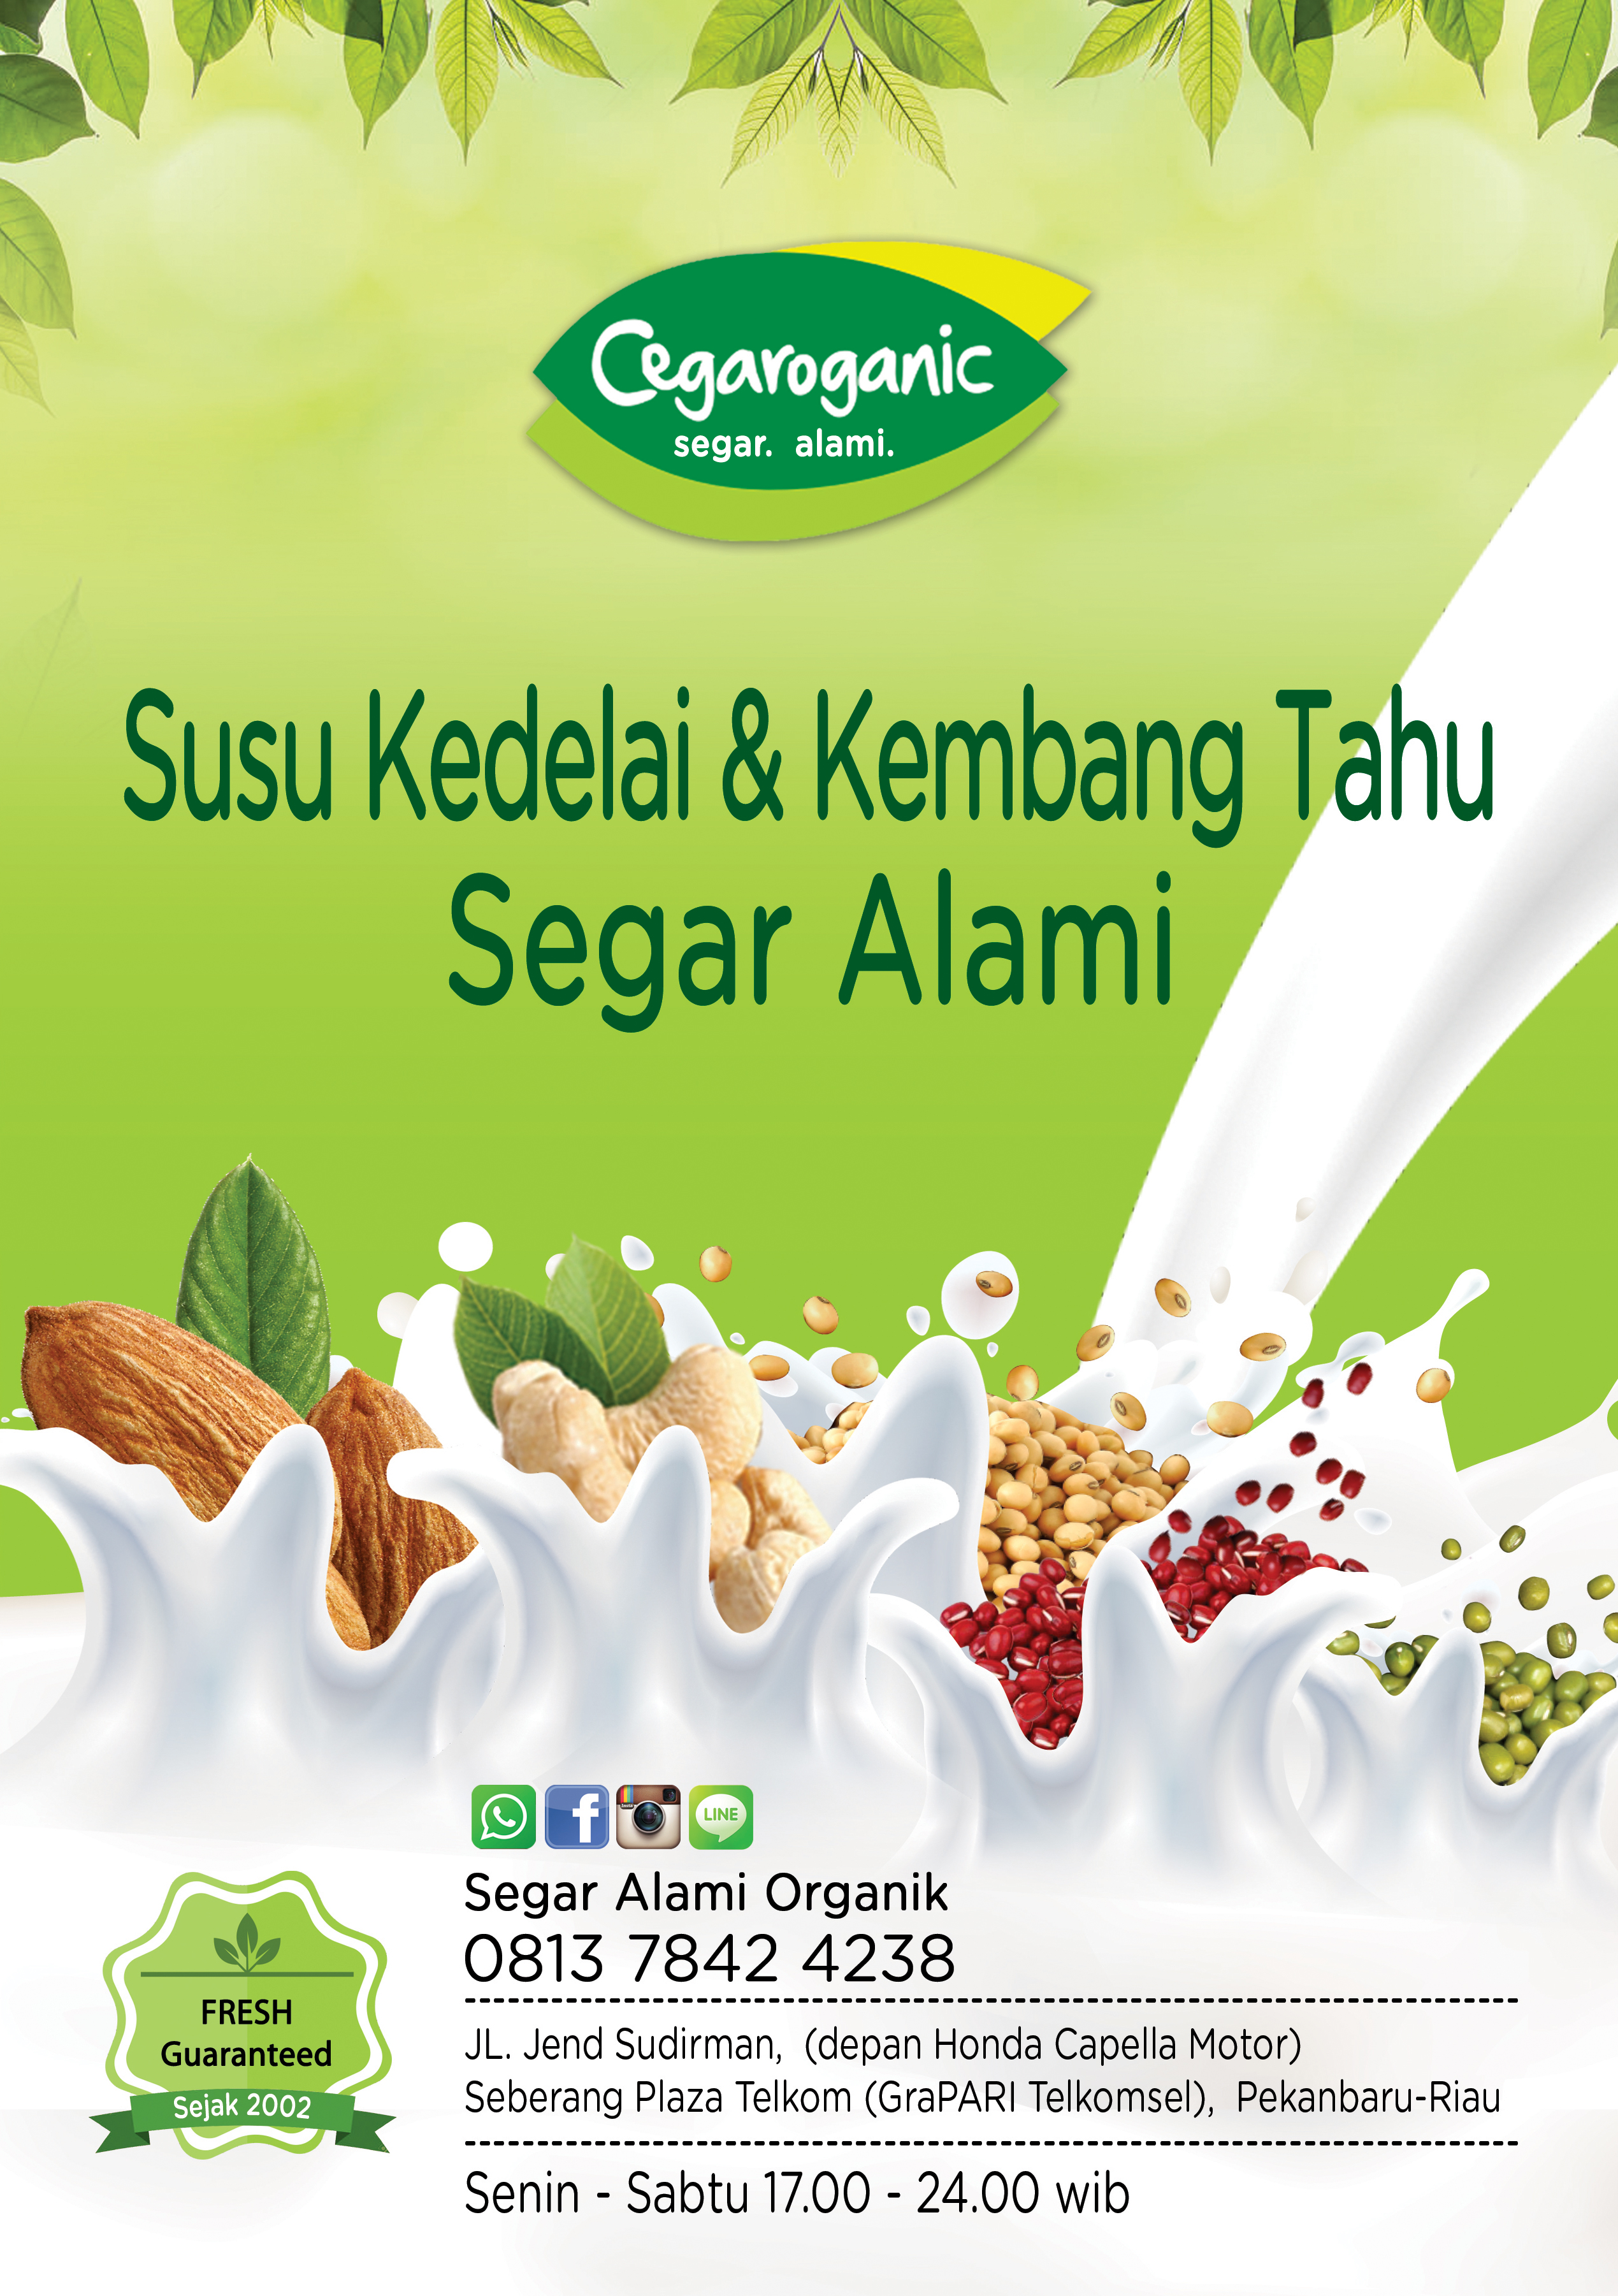 Cegaroganic
segar. alami.
Susu Kedelai & Kembang Tahu
Segar Alami
LINE
Segar Alami Organik
0813 7842 4238
JL. Jend Sudirman, (depan Honda Capella Motor)
Seberang Plaza Telkom (GraPARI Telkomsel), Pekanbaru-Riau
Senin - Sabtu 17.00 - 24.00 wib
FRESH
Guaranteed
Sejak 2002